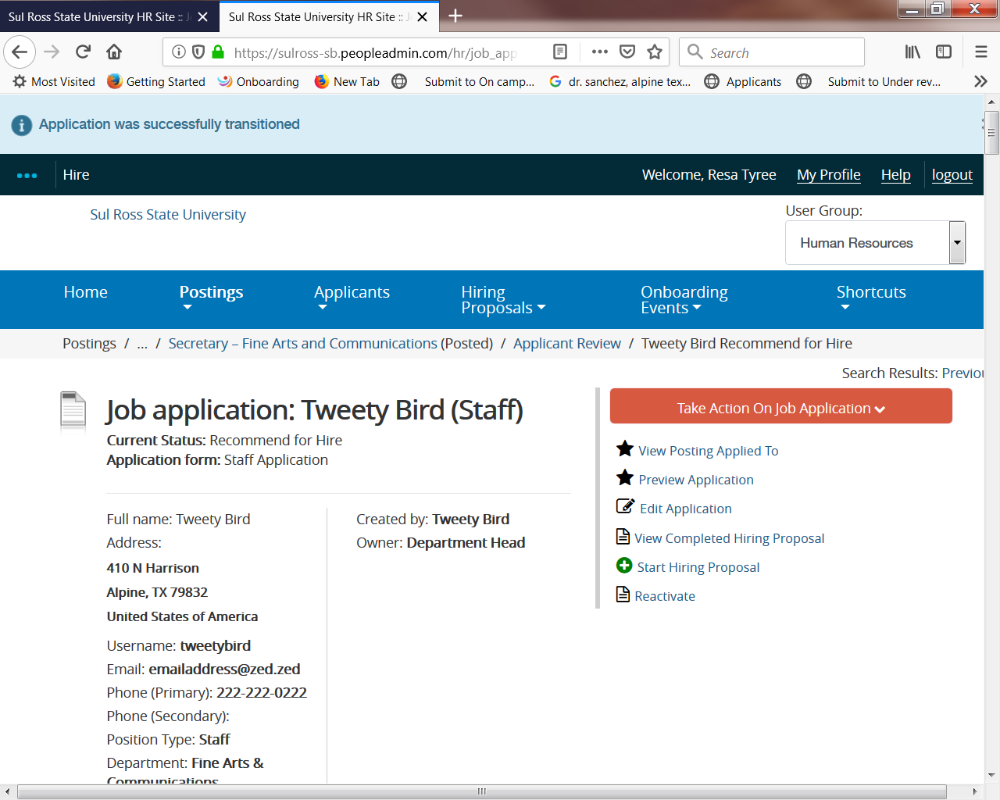 Sul Ross State University HR Site :: J
Sul Ross State University HR Site :: J
https://sulross-sb.peopleadmin.com/hr/job_app
Search
Most Visited
Getting Started
Onboarding
New Tab
Submit to On camp...
dr. sanchez, alpine tex...
Applicants
Submit to Under rev...
Application was successfully transitioned
Hire
Welcome, Resa Tyree
My Profile
Help
logout
Sul Ross State University
User Group:
Human Resources
Home
Postings
Applicants
Hiring
Proposals
Onboarding
Events
Shortcuts
Postings / ... / Secretary – Fine Arts and Communications (Posted) / Applicant Review / Tweety Bird Recommend for Hire
Search Results: Previou
Job application: Tweety Bird (Staff)
Current Status: Recommend for Hire
Application form: Staff Application
Full name: Tweety Bird
Address:
410 N Harrison
Alpine, TX 79832
United States of America
Username: tweetybird
Email: emailaddress@zed.zed
Phone (Primary): 222-222-0222
Phone (Secondary):
Position Type: Staff
Department: Fine Arts &
Communications
Created by: Tweety Bird
Owner: Department Head
Take Action On Job Application
View Posting Applied To
Preview Application
Edit Application
View Completed Hiring Proposal
Start Hiring Proposal
Reactivate